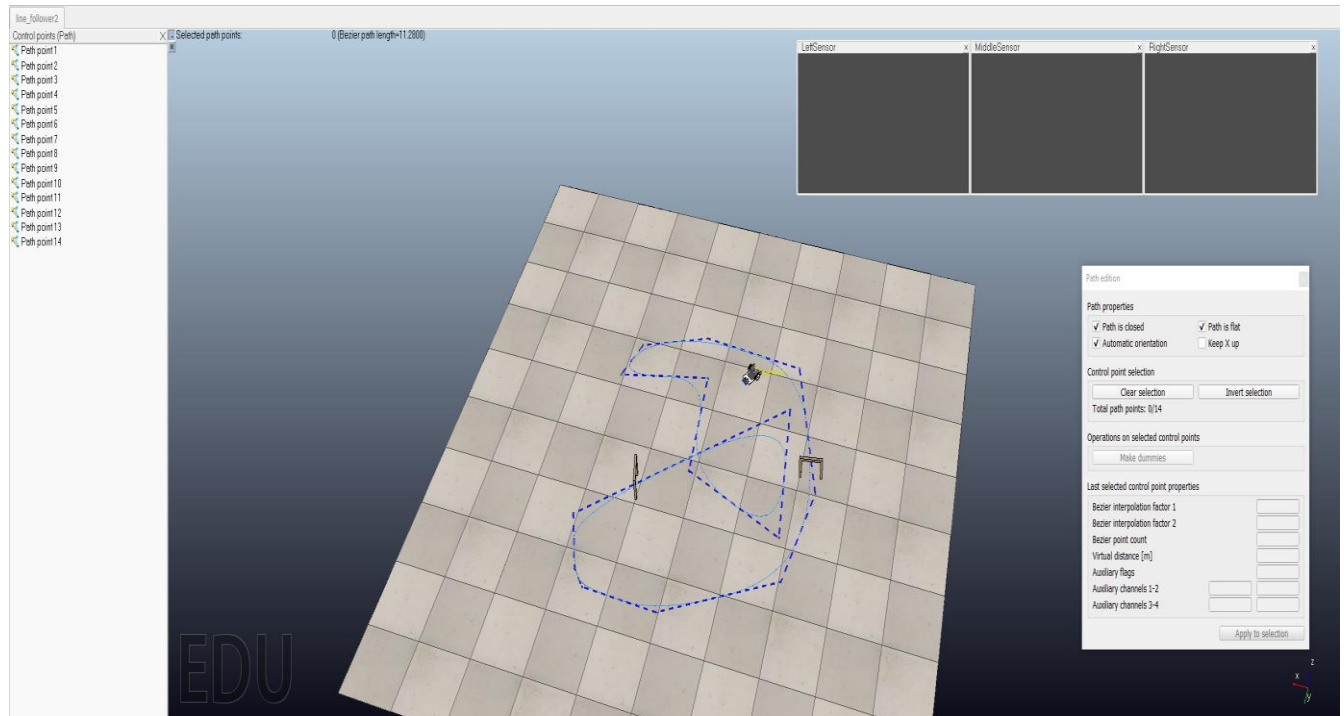 line_follower2
Control points (Path) X
Selected path points: 0 (Bezier path length=11.2800)
Path point 1
Path point 2
Path point 3
Path point 4
Path point 5
Path point 6
Path point 7
Path point 8
Path point 9
Path point 10
Path point 11
Path point 12
Path point 13
Path point 14
LeftSensor x
MiddleSensor x
RightSensor x
Path edition
Path properties
Path is closed
Path is flat
Automatic orientation
Keep X up
Control point selection
Clear selection
Invert selection
Total path points: 0/14
Operations on selected control points
Make dummies
Last selected control point properties
Bezier interpolation factor 1
Bezier interpolation factor 2
Bezier point count
Virtual distance [m]
Auxiliary flags
Auxiliary channels 1-2
Auxiliary channels 3-4
Apply to selection
EDU
z
x
y